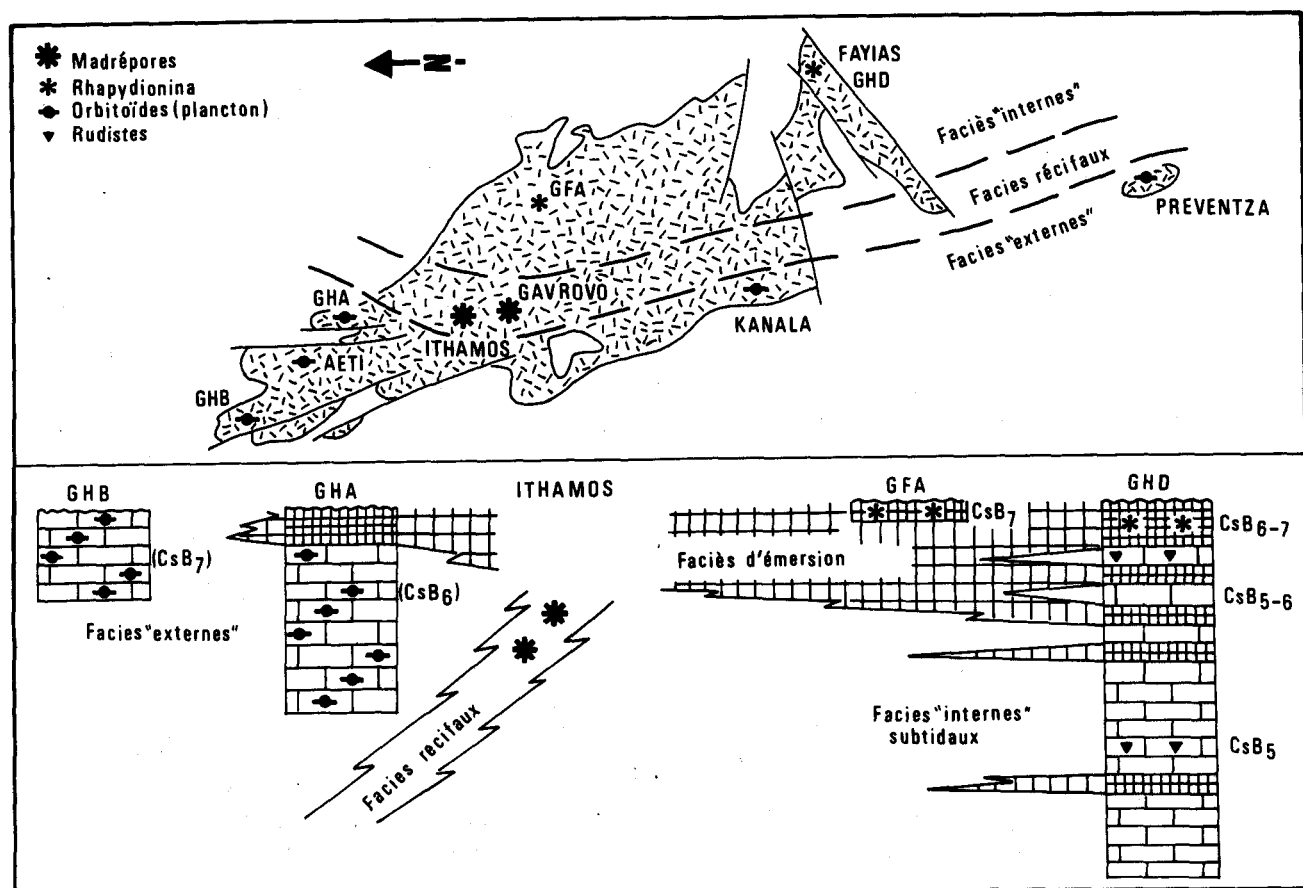 Madrépores
Rhapydionina
Orbitoïdes (plancton)
Rudistes
N
FAYIAS
GHD
Faciès"internes"
Facies récifaux
Facies"externes"
PREVENTZA
GFA
GHA
GAVROVO
KANALA
ITHAMOS
AETI
GHB
GHB
GHA
ITHAMOS
GFA
GHD
(CsB7)
(CsB6)
CsB7
CsB6-7
Faciès d'émersion
CsB5-6
Facies"externes"
Facies recifaux
Facies"internes"
subtidaux
CsB5